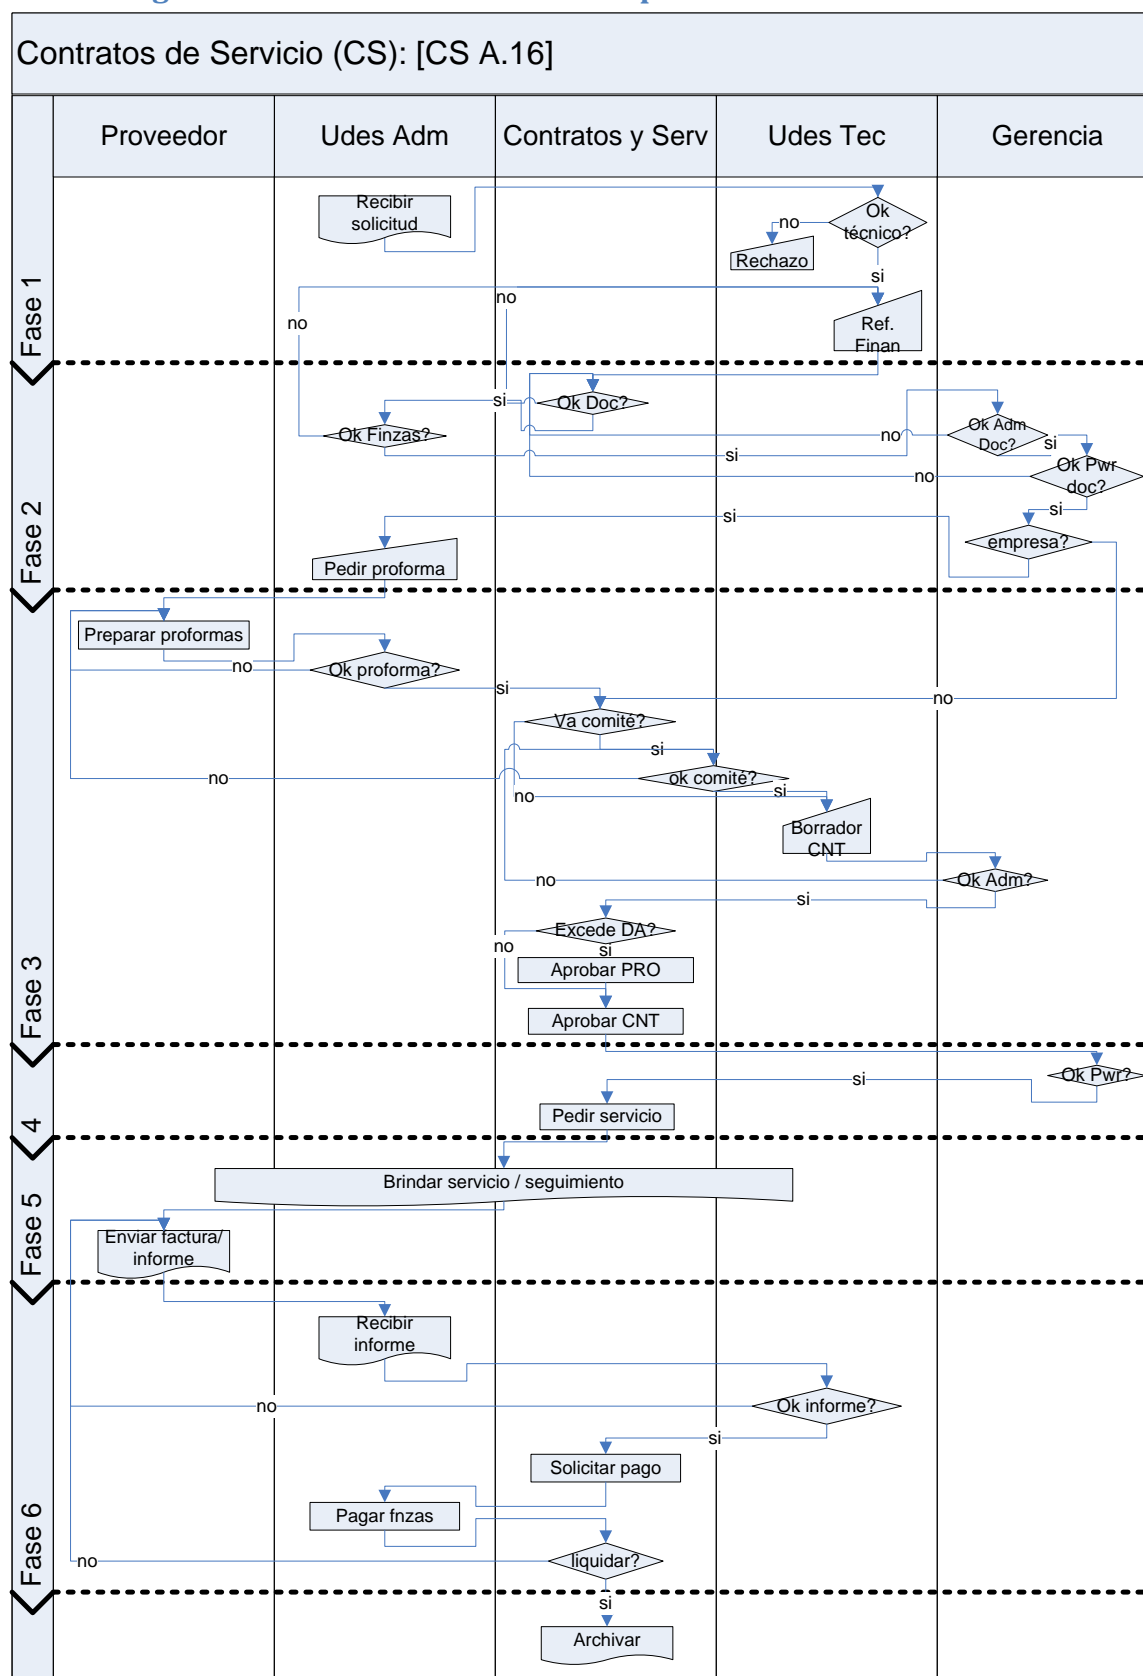 Contratos de Servicio (CS): [CS A.16]
Proveedor
Udes Adm
Contratos y Serv
Udes Tec
Gerencia
Fase 1
Recibir
solicitud
Ok
técnico?
no
Rechazo
si
no
no
Ref.
Finan
Fase 2
si
Ok Doc?
Ok Finzas?
no
Ok Adm
Doc?
si
si
Ok Pwr
doc?
no
si
si
empresa?
Pedir proforma
Fase 3
Preparar proformas
no
Ok proforma?
si
no
Va comité?
si
no
ok comité?
no
si
Borrador
CNT
no
Ok Adm?
si
Excede DA?
no
si
Aprobar PRO
Aprobar CNT
4
Ok Pwr?
si
Pedir servicio
Fase 5
Brindar servicio / seguimiento
Enviar factura/
informe
Fase 6
Recibir
informe
no
Ok informe?
si
Solicitar pago
Pagar fnzas
no
liquidar?
si
Archivar